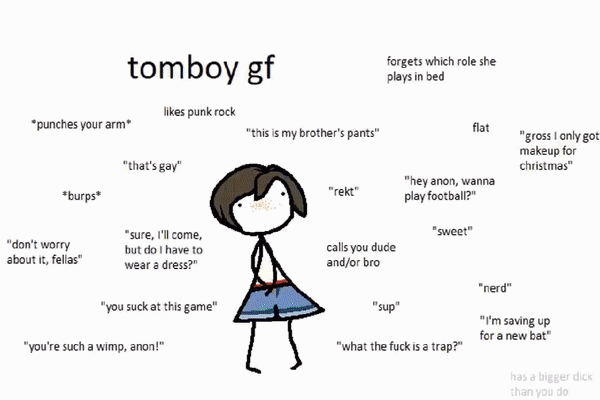 tomboy gf
forgets which role she
plays in bed
likes punk rock
*punches your arm*
"this is my brother's pants"
flat
"gross I only got
makeup for
christmas"
"that's gay"
*burps*
"rekt"
"hey anon, wanna
play football?"
"don't worry
about it, fellas"
"sure, I'll come,
but do I have to
wear a dress?"
calls you dude
and/or bro
"sweet"
"you suck at this game"
"sup"
"nerd"
"I'm saving up
for a new bat"
"you're such a wimp, anon!"
"what the fuck is a trap?"
has a bigger dick
than you do